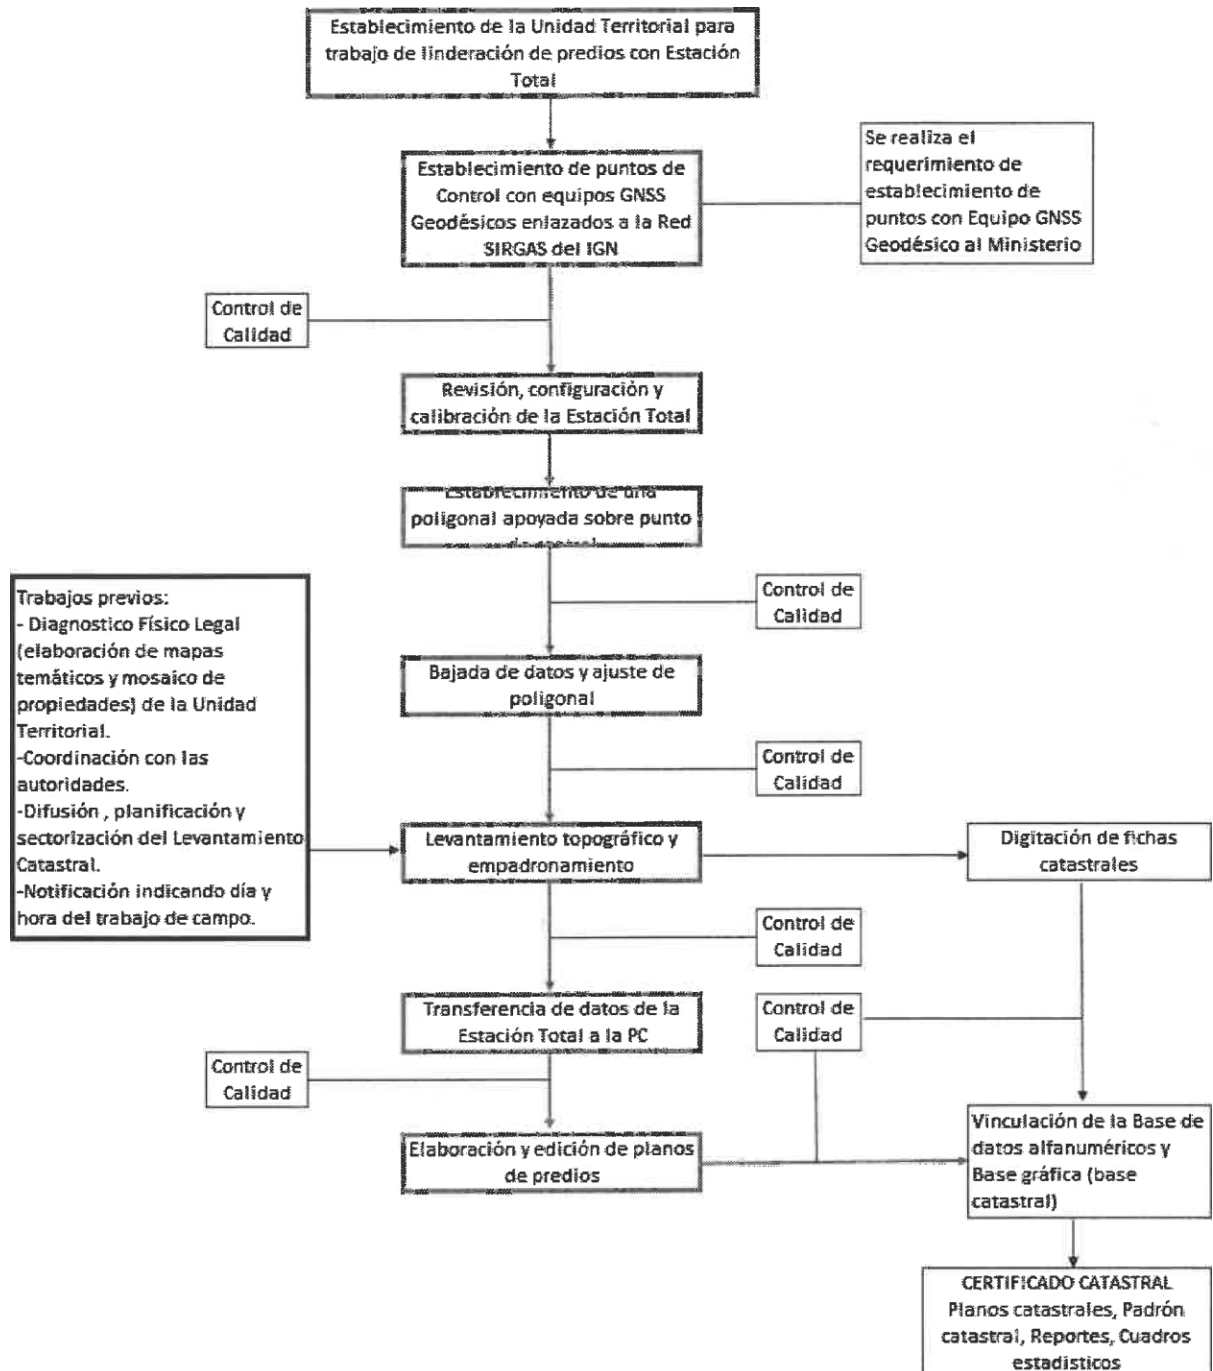 Establecimiento de la Unidad Territorial para
trabajo de linderación de predios con Estación
Total
Establecimiento de puntos de
Control con equipos GNSS
Geodésicos enlazados a la Red
SIRGAS del IGN
Se realiza el
requerimiento de
establecimiento de
puntos con Equipo GNSS
Geodésico al Ministerio
Control de
Calidad
Revisión, configuración y
calibración de la Estación Total
Establecimiento de una
poligonal apoyada sobre punto
de control
Control de
Calidad
Trabajos previos:
- Diagnostico Físico Legal
(elaboración de mapas
temáticos y mosaico de
propiedades) de la Unidad
Territorial.
-Coordinación con las
autoridades.
-Difusión , planificación y
sectorización del Levantamiento
Catastral.
-Notificación indicando día y
hora del trabajo de campo.
Bajada de datos y ajuste de
poligonal
Control de
Calidad
Levantamiento topográfico y
empadronamiento
Digitación de fichas
catastrales
Control de
Calidad
Transferencia de datos de la
Estación Total a la PC
Control de
Calidad
Control de
Calidad
Elaboración y edición de planos
de predios
Vinculación de la Base de
datos alfanuméricos y
Base gráfica (base
catastral)
CERTIFICADO CATASTRAL
Planos catastrales, Padrón
catastral, Reportes, Cuadros
estadísticos